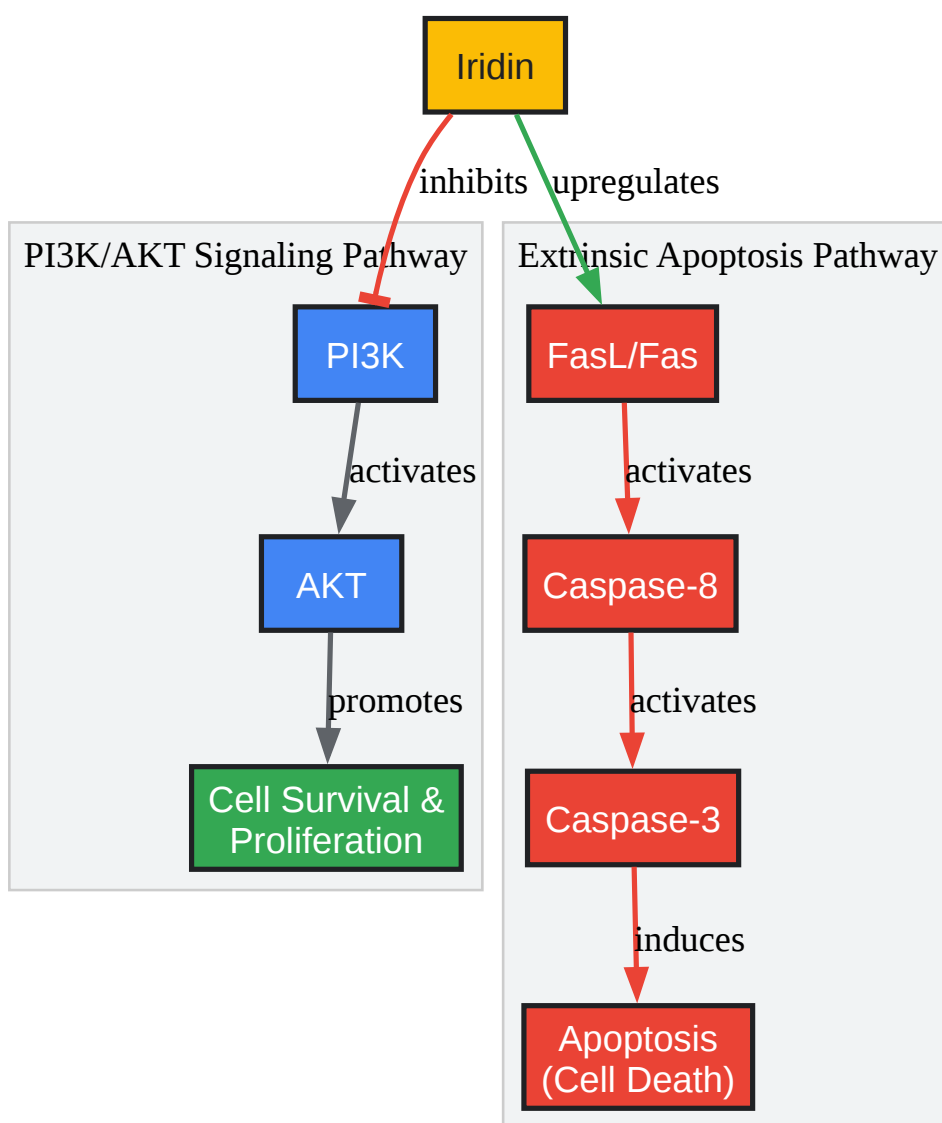 Iridin
inhibits
upregulates
PI3K/AKT Signaling Pathway
PI3K
activates
AKT
promotes
Cell Survival &
Proliferation
Extrinsic Apoptosis Pathway
FasL/Fas
activates
Caspase-8
activates
Caspase-3
induces
Apoptosis
(Cell Death)